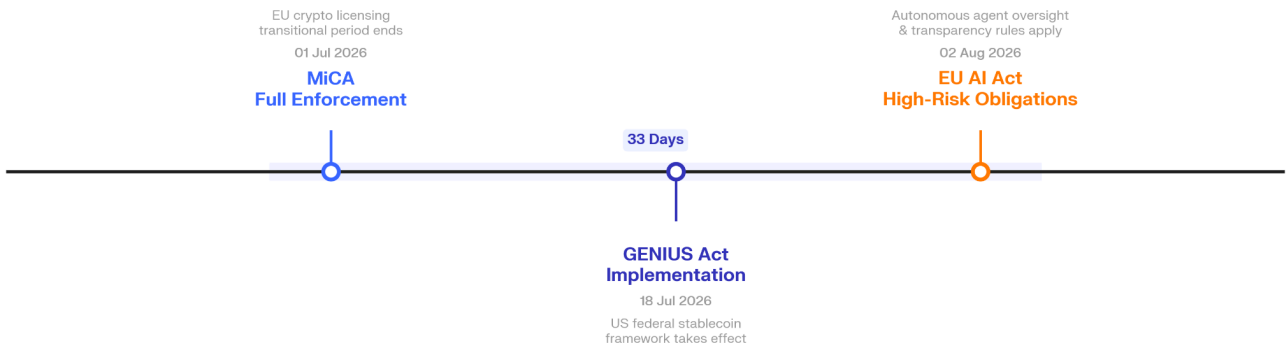 EU crypto licensing
transitional period ends
01 Jul 2026
MiCA
Full Enforcement
33 Days
GENIUS Act
Implementation
18 Jul 2026
US federal stablecoin
framework takes effect
Autonomous agent oversight
& transparency rules apply
02 Aug 2026
EU AI Act
High-Risk Obligations